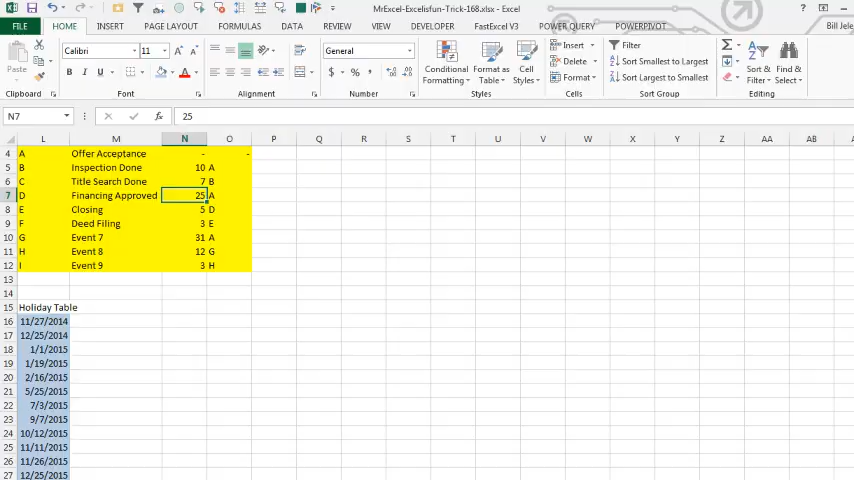 MrExcel-Excelisfun-Trick-168.xlsx - Excel
FILE HOME INSERT PAGE LAYOUT FORMULAS DATA REVIEW VIEW DEVELOPER FastExcel V3 POWER QUERY POWERPIVOT Bill Jele
Paste
Calibri 11
B I U
General
$ % ,
Conditional Formatting
Format as Table
Cell Styles
Insert
Delete
Format
Filter
Sort Smallest to Largest
Sort Largest to Smallest
Sort & Filter
Find & Select
Clipboard Font Alignment Number Styles Cells Sort Group Editing
N7 fx 25
L M N O P Q R S T U V W X Y Z AA AB A
4 A Offer Acceptance - -
5 B Inspection Done 10 A
6 C Title Search Done 7 B
7 D Financing Approved 25 A
8 E Closing 5 D
9 F Deed Filing 3 E
10 G Event 7 31 A
11 H Event 8 12 G
12 I Event 9 3 H
13
14
15 Holiday Table
16 11/27/2014
17 12/25/2014
18 1/1/2015
19 1/19/2015
20 2/16/2015
21 5/25/2015
22 7/3/2015
23 9/7/2015
24 10/12/2015
25 11/11/2015
26 11/26/2015
27 12/25/2015